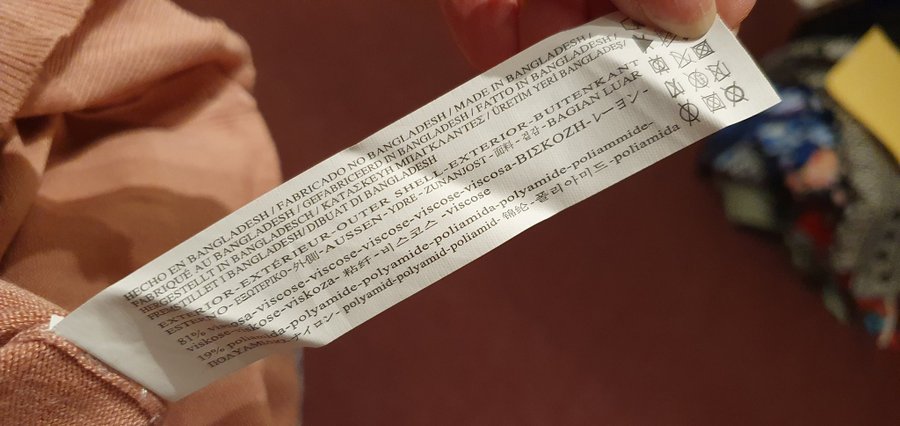 HECHO EN BANGLADESH / FABRICADO NO BANGLADESH / MADE IN BANGLADESH /
FABRIQUÉ AU BANGLADESH / GEFABRICEERD IN BANGLADESH / FATTO IN BANGLADESH /
HERGESTELLT IN BANGLADESCH / ΚΑΤΑΣΚΕΥΗ ΜΠΑΓΚΛΑΝΤΕΣ / ÜRETIM YERI BANGLADEŞ/
FREMSTILLET I BANGLADESH/ DIBUAT DI BANGLADESH
EXTERIOR-EXTÉRIEUR-OUTER SHELL-EXTERIOR-BUITENKANT
ESTERNO-ΕΞΩΤΕΡΙΚΟ-外側-AUSSEN-YDRE-ZUNANJOST-面料-겉감-BAGIAN LUAR
81% viscosa-viscose-viscose-viscose-viscose-viscosa-ΒΙΣΚΟΖΗ-レーヨン-
viskose-viskose-viskoza- 粘纤-비스코스-viscose
19% poliamida-polyamide-polyamide-poliamida-polyamide-poliammide-
ΠΟΛΥΑΜΙΔΙΟ-ナイロン- polyamid-polyamid-poliamid- 锦纶-폴리아미드-poliamida